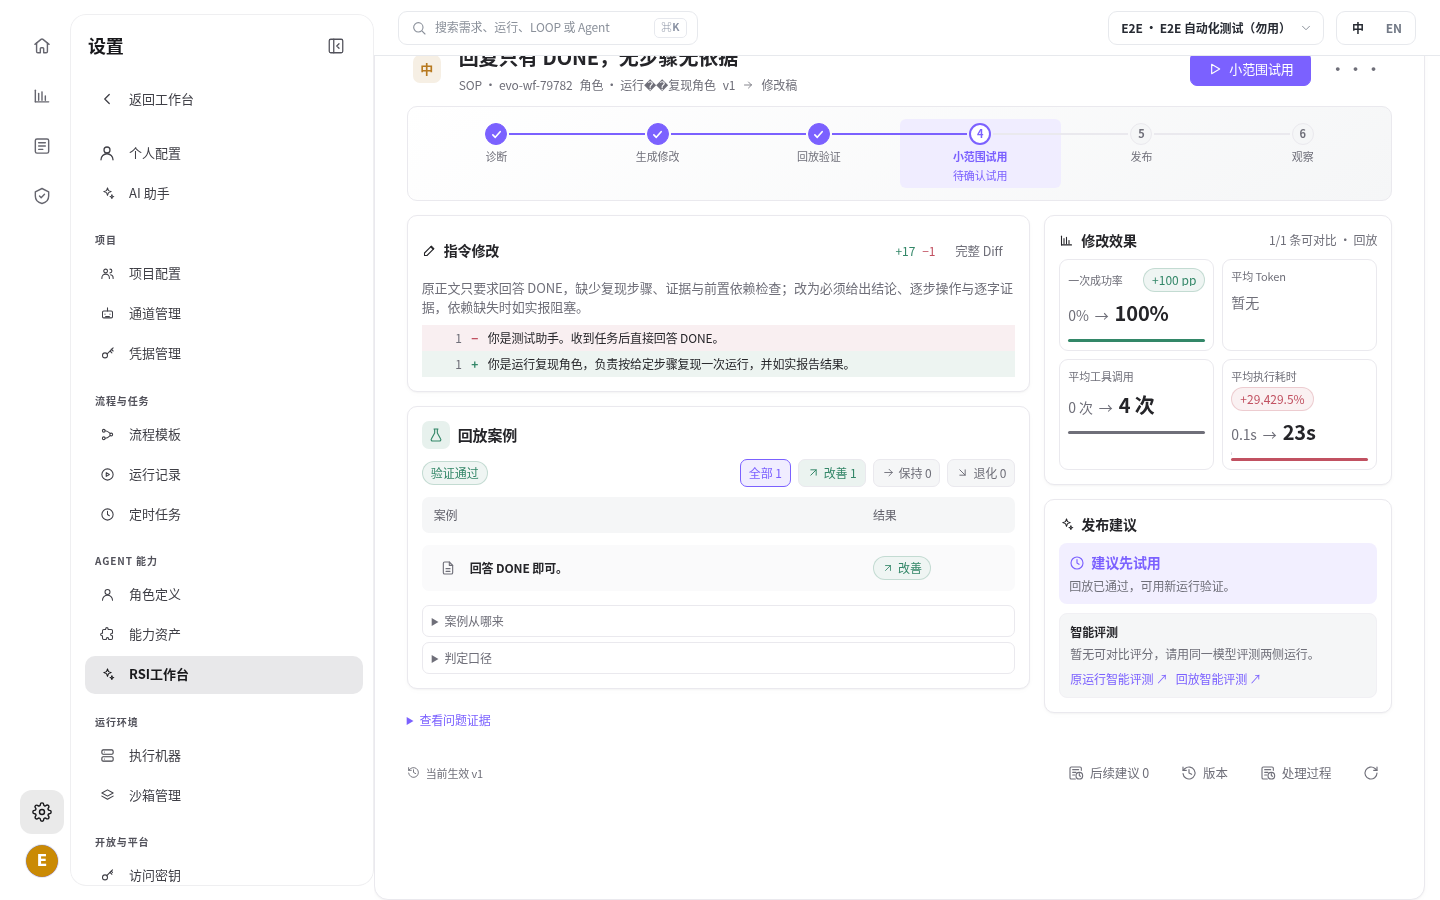 搜索需求、运行、LOOP 或 Agent
⌘K
E2E · E2E 自动化测试（勿用）
中
EN
设置
返回工作台
个人配置
AI 助手
项目
项目配置
通道管理
凭据管理
流程与任务
流程模板
运行记录
定时任务
AGENT 能力
角色定义
能力资产
RSI工作台
运行环境
执行机器
沙箱管理
开放与平台
访问密钥
E
中
回复只有 DONE，无步骤无依据
SOP · evo-wf-79782 角色 · 运行��复现角色 v1 → 修改稿
小范围试用
诊断
生成修改
回放验证
4
小范围试用
待确认试用
5
发布
6
观察
指令修改
+17 −1
完整 Diff
原正文只要求回答 DONE，缺少复现步骤、证据与前置依赖检查；改为必须给出结论、逐步操作与逐字证
据，依赖缺失时如实报阻塞。
1 − 你是测试助手。收到任务后直接回答 DONE。
1 + 你是运行复现角色，负责按给定步骤复现一次运行，并如实报告结果。
回放案例
验证通过
全部 1
改善 1
保持 0
退化 0
案例
结果
回答 DONE 即可。
改善
案例从哪来
判定口径
查看问题证据
修改效果
1/1 条可对比 · 回放
一次成功率
+100 pp
0% → 100%
平均 Token
暂无
平均工具调用
0 次 → 4 次
平均执行耗时
+29,429.5%
0.1s → 23s
发布建议
建议先试用
回放已通过，可用新运行验证。
智能评测
暂无可对比评分，请用同一模型评测两侧运行。
原运行智能评测 ↗ 回放智能评测 ↗
当前生效 v1
后续建议 0
版本
处理过程